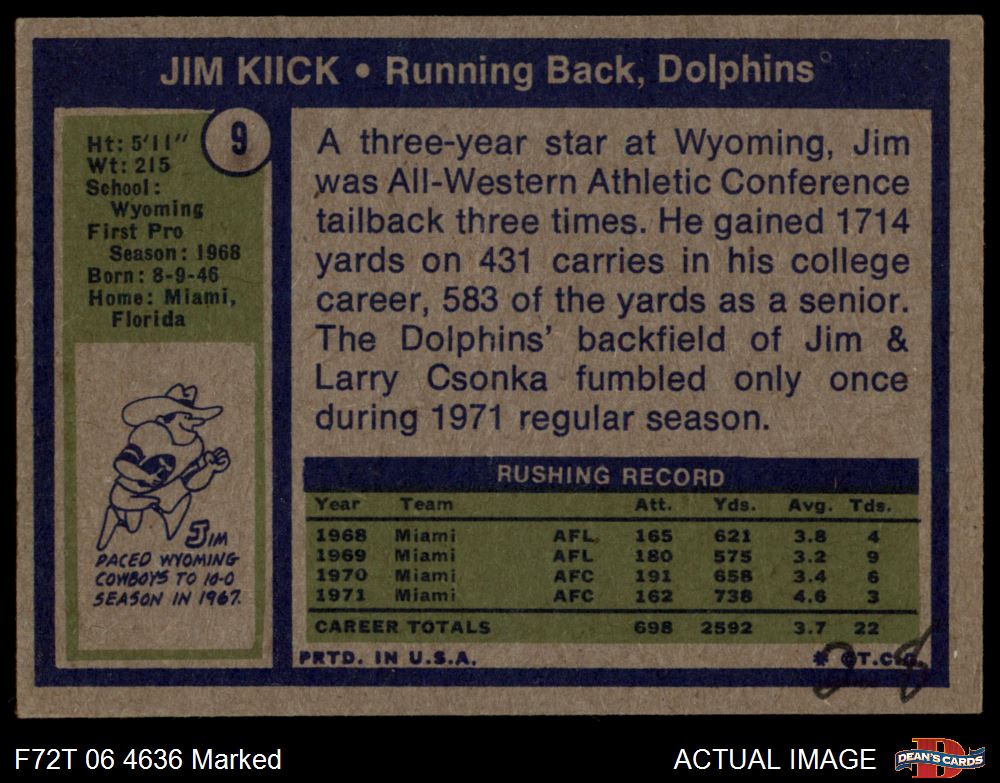 JIM KIICK • Running Back, Dolphins
9
Ht: 5'11"
Wt: 215
School:
Wyoming
First Pro
Season: 1968
Born: 8-9-46
Home: Miami,
Florida
JIM
PACED WYOMING
COWBOYS TO 10-0
SEASON IN 1967.
A three-year star at Wyoming, Jim
was All-Western Athletic Conference
tailback three times. He gained 1714
yards on 431 carries in his college
career, 583 of the yards as a senior.
The Dolphins' backfield of Jim &
Larry Csonka fumbled only once
during 1971 regular season.
RUSHING RECORD
Year Team Att. Yds. Avg. Tds.
1968 Miami AFL 165 621 3.8 4
1969 Miami AFL 180 575 3.2 9
1970 Miami AFC 191 658 3.4 6
1971 Miami AFC 162 738 4.6 3
CAREER TOTALS 698 2592 3.7 22
PRTD. IN U.S.A. * ©T.C.G.
F72T 06 4636 Marked
ACTUAL IMAGE
D
DEAN'S CARDS